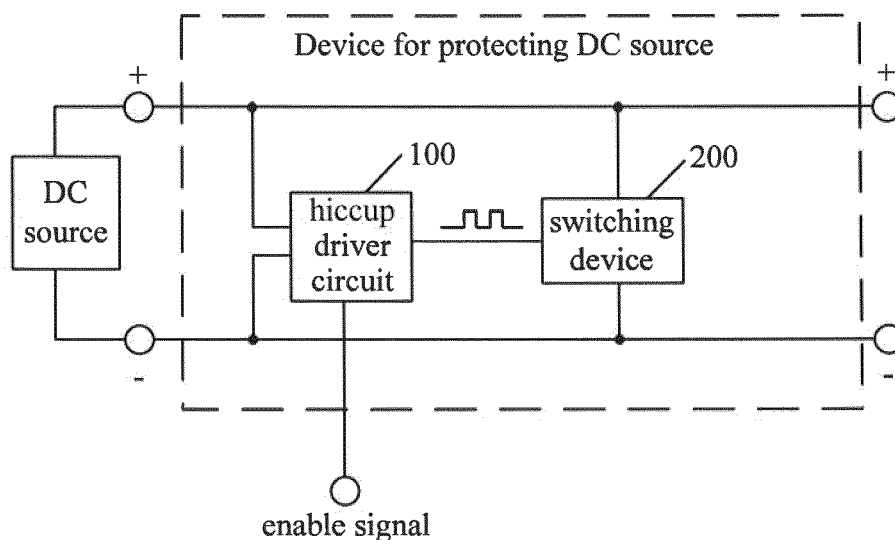 Device for protecting DC source
+
+
100
200
DC
source
hiccup
driver
circuit
switching
device
-
-
enable signal